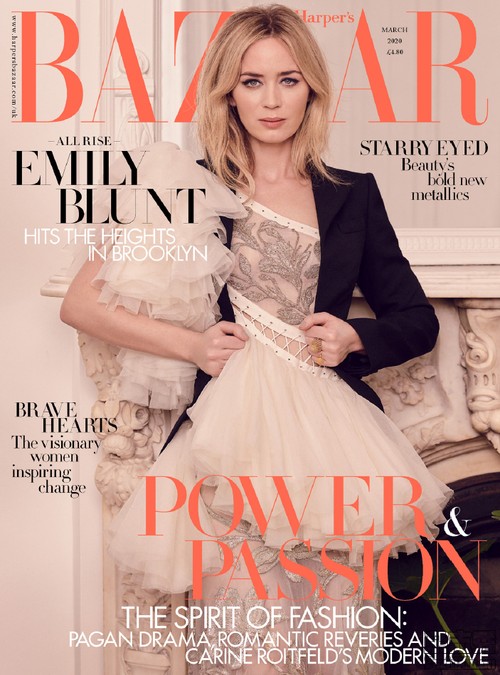 www.harpersbazaar.co.uk
Harper's
BAZAAR
MARCH
2020
£4.80
–ALL RISE–
EMILY
BLUNT
HITS THE HEIGHTS
IN BROOKLYN
STARRY EYED
Beauty's
bold new
metallics
BRAVE
HEARTS
The visionary
women
inspiring
change
POWER &
PASSION
THE SPIRIT OF FASHION:
PAGAN DRAMA, ROMANTIC REVERIES AND
CARINE ROITFELD'S MODERN LOVE